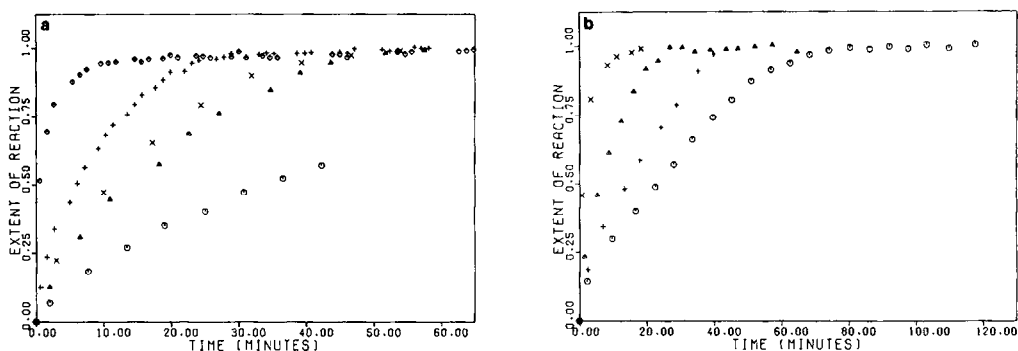 a
EXTENT OF REACTION
1.00
0.75
0.50
0.25
0.00
0.00 10.00 20.00 30.00 40.00 50.00 60.00
TIME (MINUTES)
b
EXTENT OF REACTION
1.00
0.75
0.50
0.25
0.00
0.00 20.00 40.00 60.00 80.00 100.00 120.00
TIME (MINUTES)